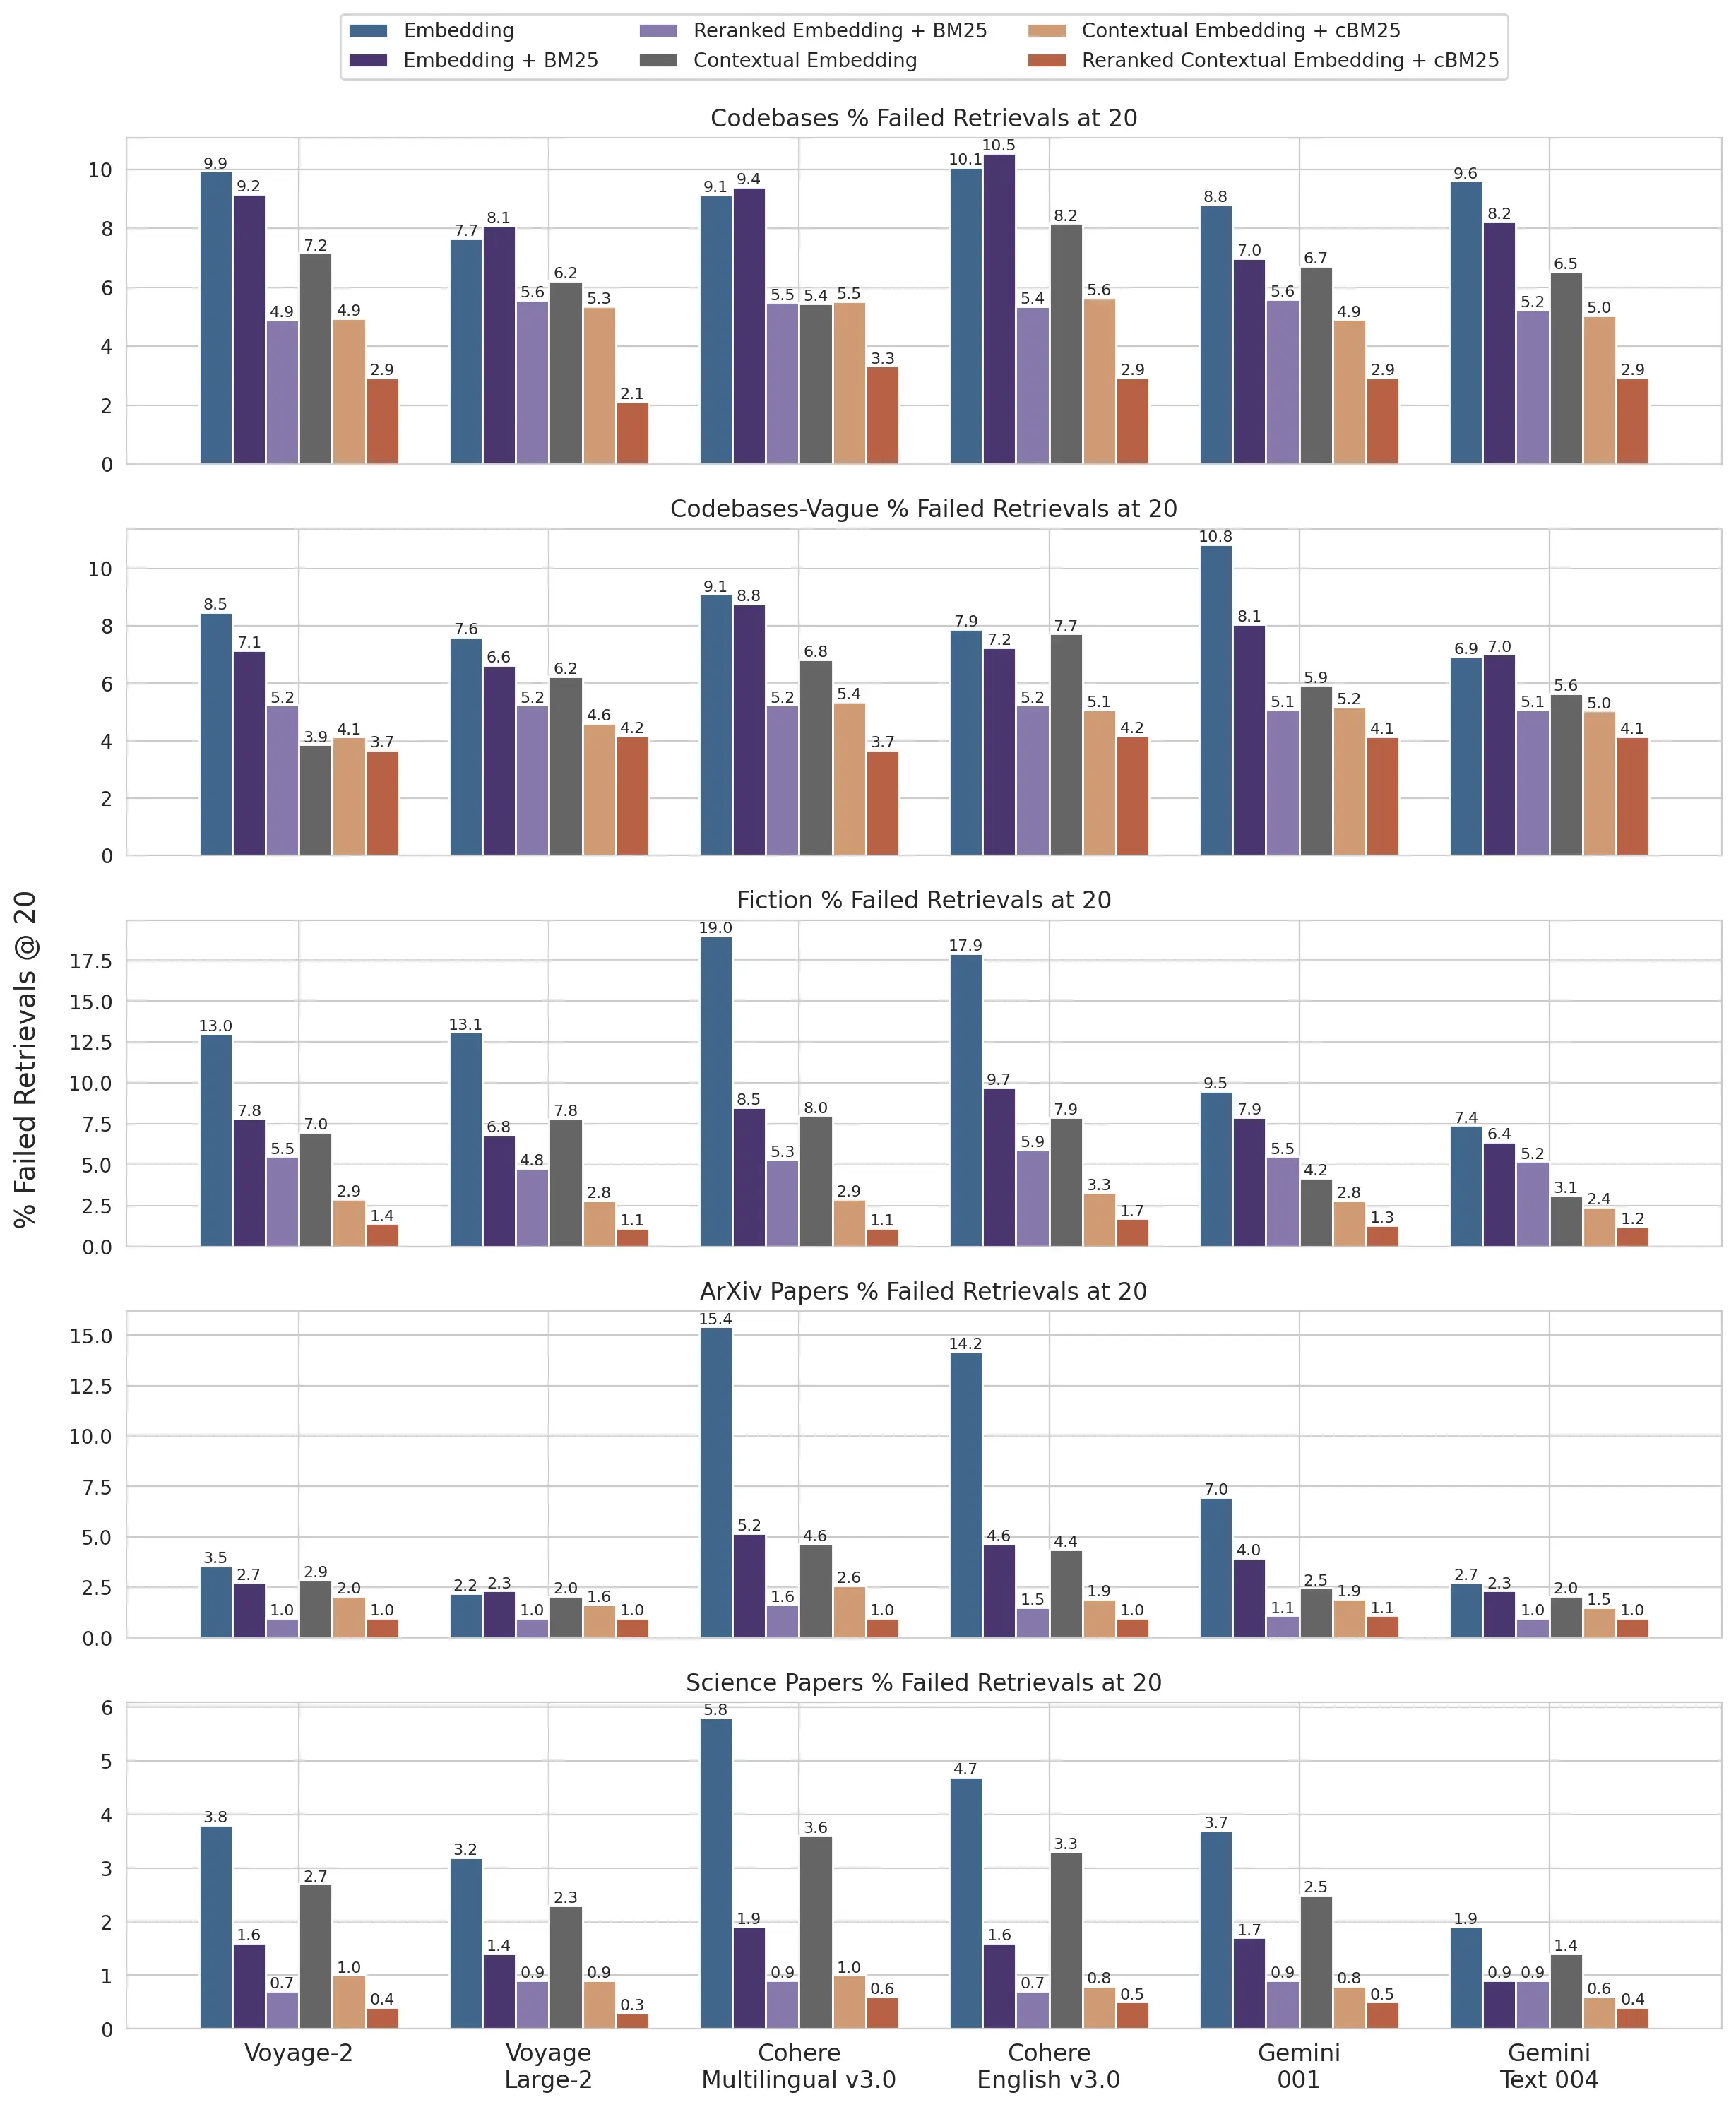 Embedding
Embedding + BM25
Reranked Embedding + BM25
Contextual Embedding
Contextual Embedding + cBM25
Reranked Contextual Embedding + cBM25
% Failed Retrievals @ 20
Codebases % Failed Retrievals at 20
10
8
6
4
2
0
9.9 9.2 4.9 7.2 4.9 2.9
7.7 8.1 5.6 6.2 5.3 2.1
9.1 9.4 5.5 5.4 5.5 3.3
10.1 10.5 5.4 8.2 5.6 2.9
8.8 7.0 5.6 6.7 4.9 2.9
9.6 8.2 5.2 6.5 5.0 2.9
Codebases-Vague % Failed Retrievals at 20
10
8
6
4
2
0
8.5 7.1 5.2 3.9 4.1 3.7
7.6 6.6 5.2 6.2 4.6 4.2
9.1 8.8 5.2 6.8 5.4 3.7
7.9 7.2 5.2 7.7 5.1 4.2
10.8 8.1 5.1 5.9 5.2 4.1
6.9 7.0 5.1 5.6 5.0 4.1
Fiction % Failed Retrievals at 20
17.5
15.0
12.5
10.0
7.5
5.0
2.5
0.0
13.0 7.8 5.5 7.0 2.9 1.4
13.1 6.8 4.8 7.8 2.8 1.1
19.0 8.5 5.3 8.0 2.9 1.1
17.9 9.7 5.9 7.9 3.3 1.7
9.5 7.9 5.5 4.2 2.8 1.3
7.4 6.4 5.2 3.1 2.4 1.2
ArXiv Papers % Failed Retrievals at 20
15.0
12.5
10.0
7.5
5.0
2.5
0.0
3.5 2.7 1.0 2.9 2.0 1.0
2.2 2.3 1.0 2.0 1.6 1.0
15.4 5.2 1.6 4.6 2.6 1.0
14.2 4.6 1.5 4.4 1.9 1.0
7.0 4.0 1.1 2.5 1.9 1.1
2.7 2.3 1.0 2.0 1.5 1.0
Science Papers % Failed Retrievals at 20
6
5
4
3
2
1
0
3.8 1.6 0.7 2.7 1.0 0.4
3.2 1.4 0.9 2.3 0.9 0.3
5.8 1.9 0.9 3.6 1.0 0.6
4.7 1.6 0.7 3.3 0.8 0.5
3.7 1.7 0.9 2.5 0.8 0.5
1.9 0.9 0.9 1.4 0.6 0.4
Voyage-2
Voyage
Large-2
Cohere
Multilingual v3.0
Cohere
English v3.0
Gemini
001
Gemini
Text 004